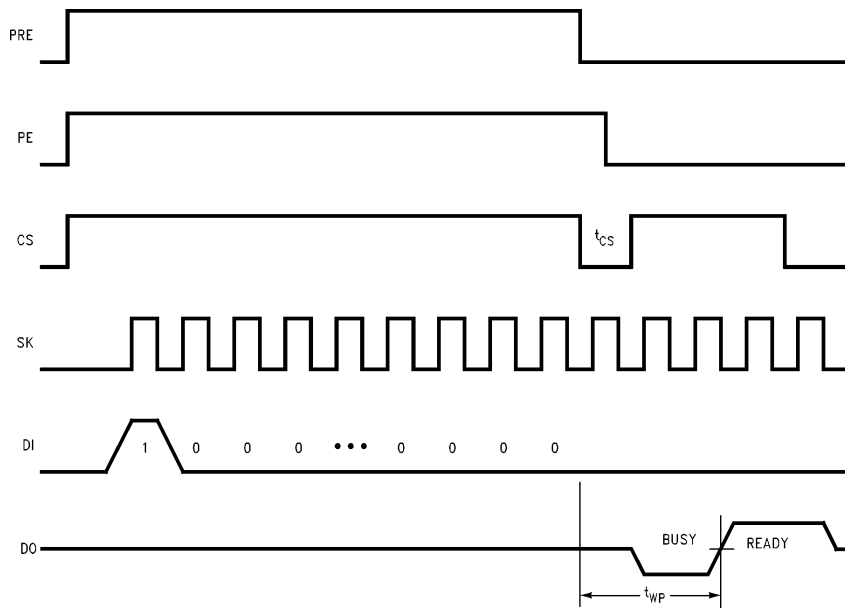 PRE
PE
CS
tCS
SK
DI 1 0 0 0 ••• 0 0 0 0
DO BUSY READY
tWP